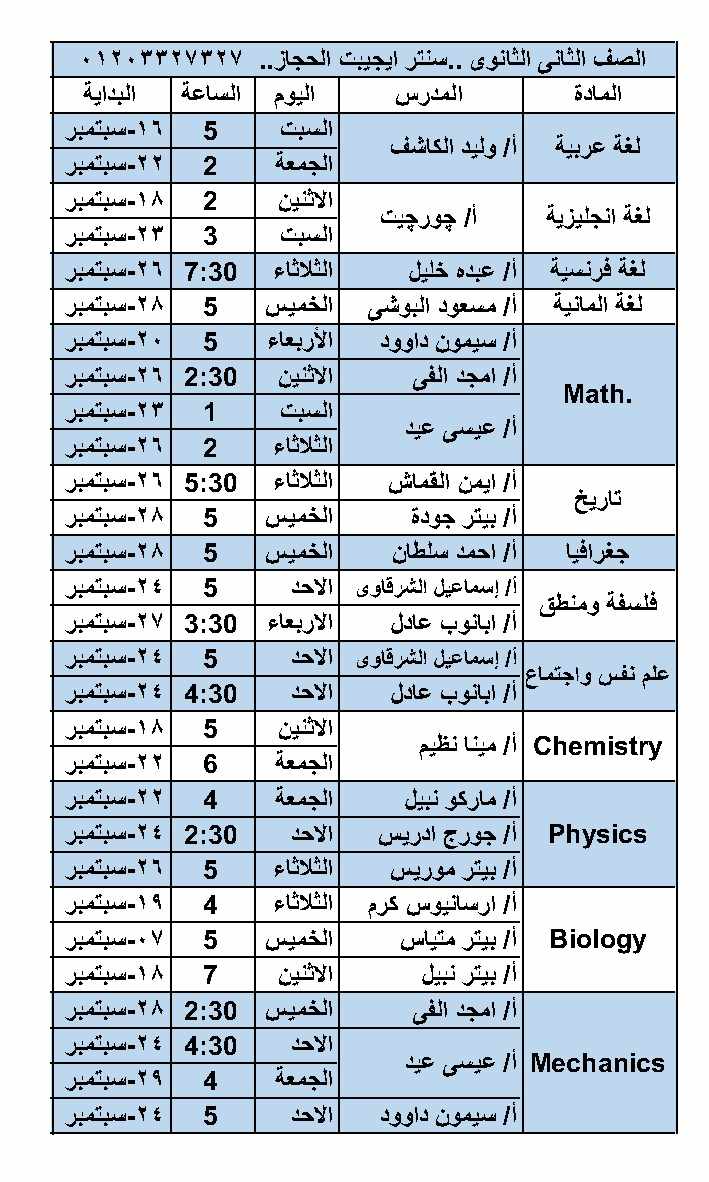 الصف الثانى الثانوى ..سنتر ايجيبت الحجاز.. ٠١٢٠٣٣٢٧٣٢٧
المادة المدرس اليوم الساعة البداية
لغة عربية أ/ وليد الكاشف السبت 5 ١٦-سبتمبر
الجمعة 2 ٢٢-سبتمبر
لغة انجليزية أ/ چورچيت الاثنين 2 ١٨-سبتمبر
السبت 3 ٢٣-سبتمبر
لغة فرنسية أ/ عبده خليل الثلاثاء 7:30 ٢٦-سبتمبر
لغة المانية أ/ مسعود البوشى الخميس 5 ٢٨-سبتمبر
Math. أ/ سيمون داوود الأربعاء 5 ٢٠-سبتمبر
أ/ امجد الفى الاثنين 2:30 ٢٦-سبتمبر
أ/ عيسى عيد السبت 1 ٢٣-سبتمبر
الثلاثاء 2 ٢٦-سبتمبر
تاريخ أ/ ايمن القماش الثلاثاء 5:30 ٢٦-سبتمبر
أ/ بيتر جودة الخميس 5 ٢٨-سبتمبر
جغرافيا أ/ احمد سلطان الخميس 5 ٢٨-سبتمبر
فلسفة ومنطق أ/ إسماعيل الشرقاوى الاحد 5 ٢٤-سبتمبر
أ/ ابانوب عادل الاربعاء 3:30 ٢٧-سبتمبر
علم نفس واجتماع أ/ إسماعيل الشرقاوى الاحد 5 ٢٤-سبتمبر
أ/ ابانوب عادل الاحد 4:30 ٢٤-سبتمبر
Chemistry أ/ مينا نظيم الاثنين 5 ١٨-سبتمبر
الجمعة 6 ٢٢-سبتمبر
Physics أ/ ماركو نبيل الجمعة 4 ٢٢-سبتمبر
أ/ جورج ادريس الاحد 2:30 ٢٤-سبتمبر
أ/ بيتر موريس الثلاثاء 5 ٢٦-سبتمبر
Biology أ/ ارسانيوس كرم الثلاثاء 4 ١٩-سبتمبر
أ/ بيتر متياس الخميس 5 ٠٧-سبتمبر
أ/ بيتر نبيل الاثنين 7 ١٨-سبتمبر
Mechanics أ/ امجد الفى الخميس 2:30 ٢٨-سبتمبر
أ/ عيسى عيد الاحد 4:30 ٢٤-سبتمبر
الجمعة 4 ٢٩-سبتمبر
أ/ سيمون داوود الاحد 5 ٢٤-سبتمبر